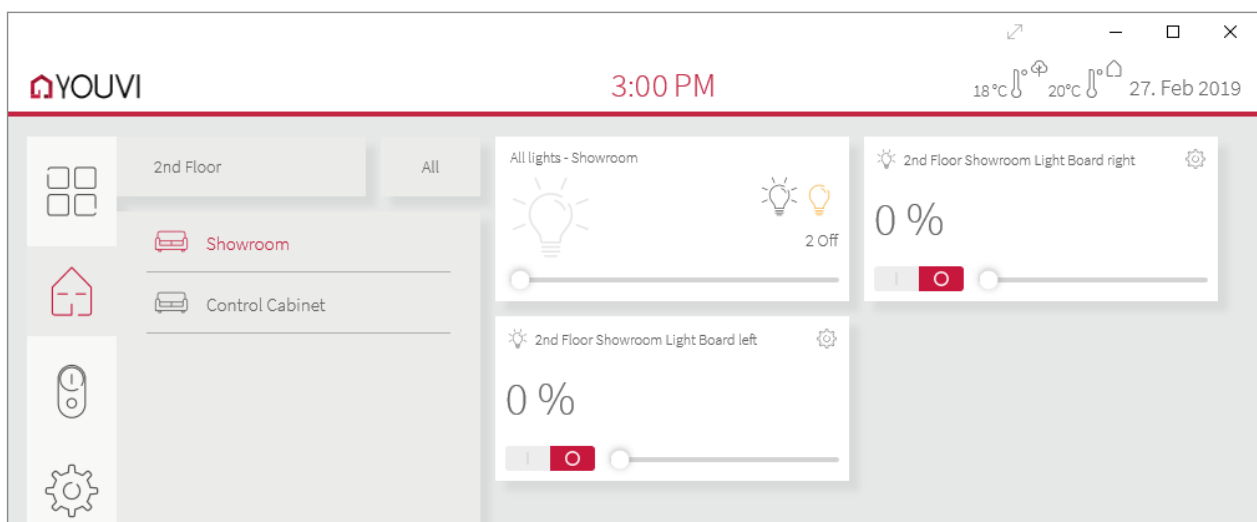 YOUVI
3:00 PM
18°C 20°C 27. Feb 2019
2nd Floor
All
Showroom
Control Cabinet
All lights - Showroom
2 Off
2nd Floor Showroom Light Board right
0 %
2nd Floor Showroom Light Board left
0 %